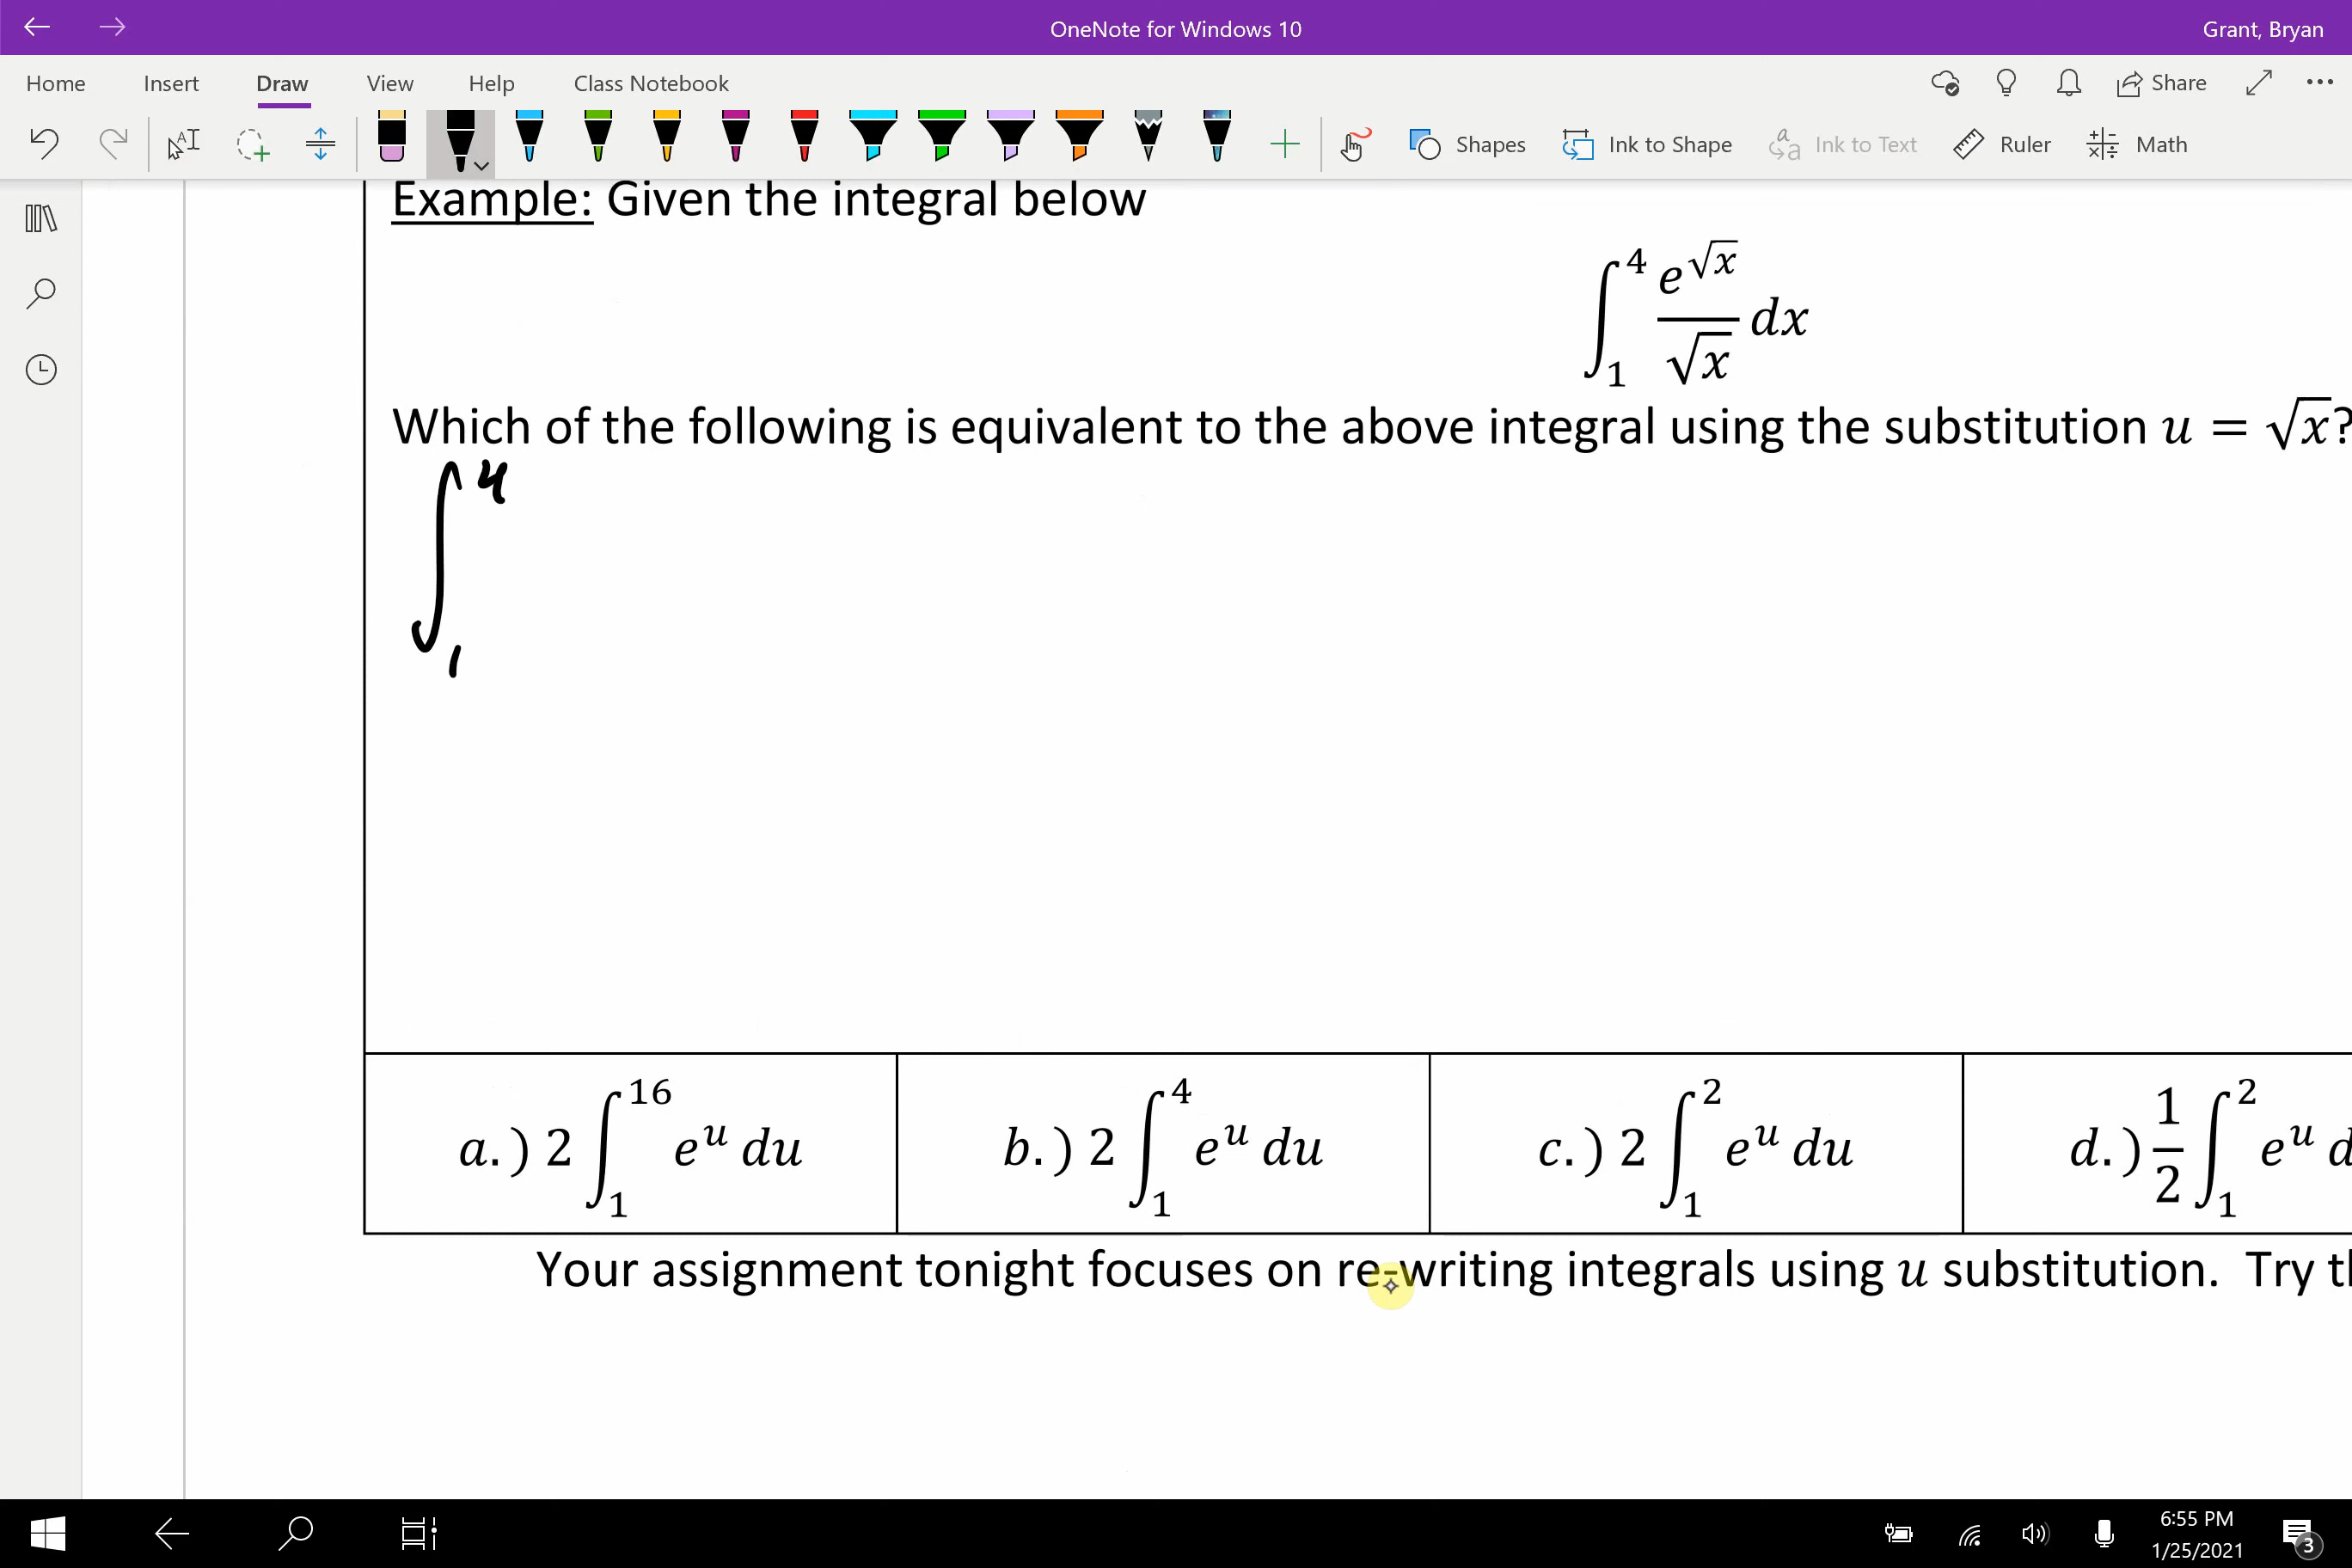 OneNote for Windows 10
Grant, Bryan
Home Insert Draw View Help Class Notebook Share
Shapes Ink to Shape Ink to Text Ruler Math
Example: Given the integral below
∫₁⁴ e^√x / √x dx
Which of the following is equivalent to the above integral using the substitution u = √x?
∫₁⁴
a.) 2 ∫₁¹⁶ eᵘ du b.) 2 ∫₁⁴ eᵘ du c.) 2 ∫₁² eᵘ du d.) 1/2 ∫₁² eᵘ d
Your assignment tonight focuses on re-writing integrals using u substitution. Try
6:55 PM
1/25/2021
3